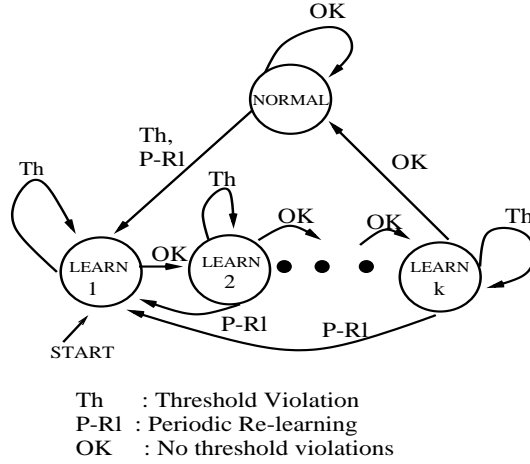 OK
NORMAL
Th,
P-Rl
OK
Th
Th
OK
OK
Th
LEARN
1
OK
LEARN
2
LEARN
k
P-Rl
P-Rl
START
Th : Threshold Violation
P-Rl : Periodic Re-learning
OK : No threshold violations